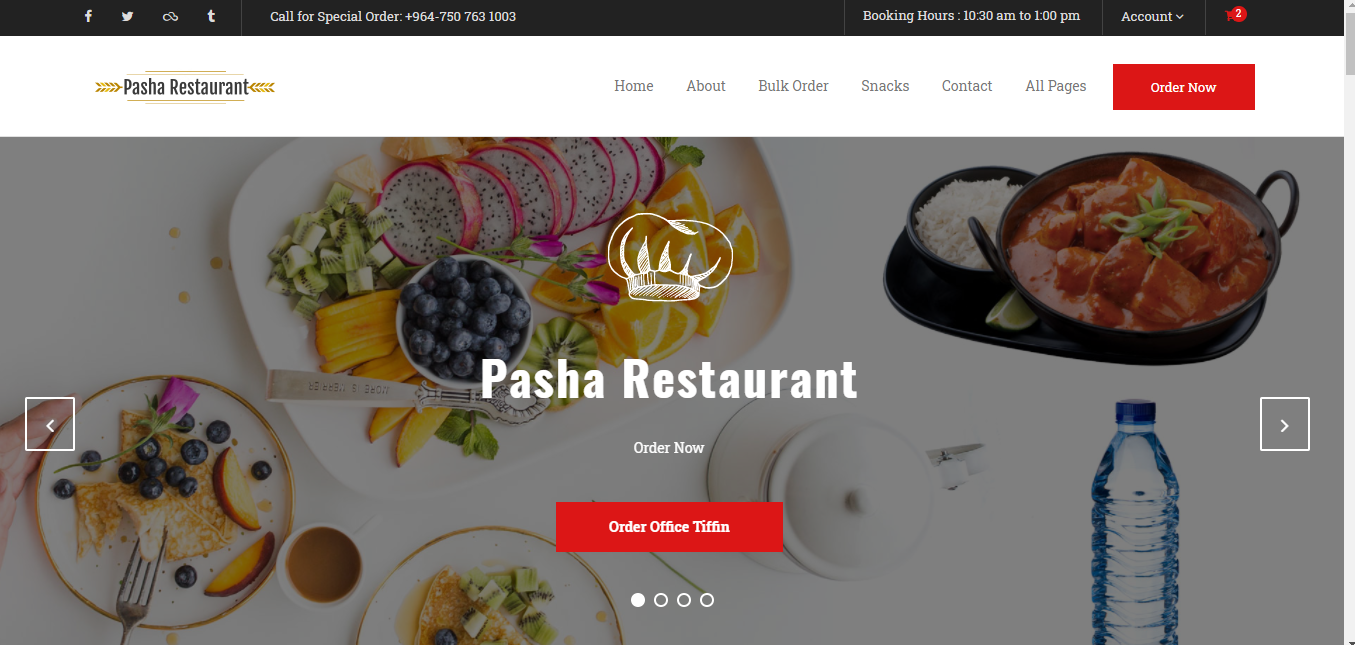 Call for Special Order: +964-750 763 1003
Booking Hours : 10:30 am to 1:00 pm
Account
2
Pasha Restaurant
Home
About
Bulk Order
Snacks
Contact
All Pages
Order Now
Pasha Restaurant
Order Now
Order Office Tiffin